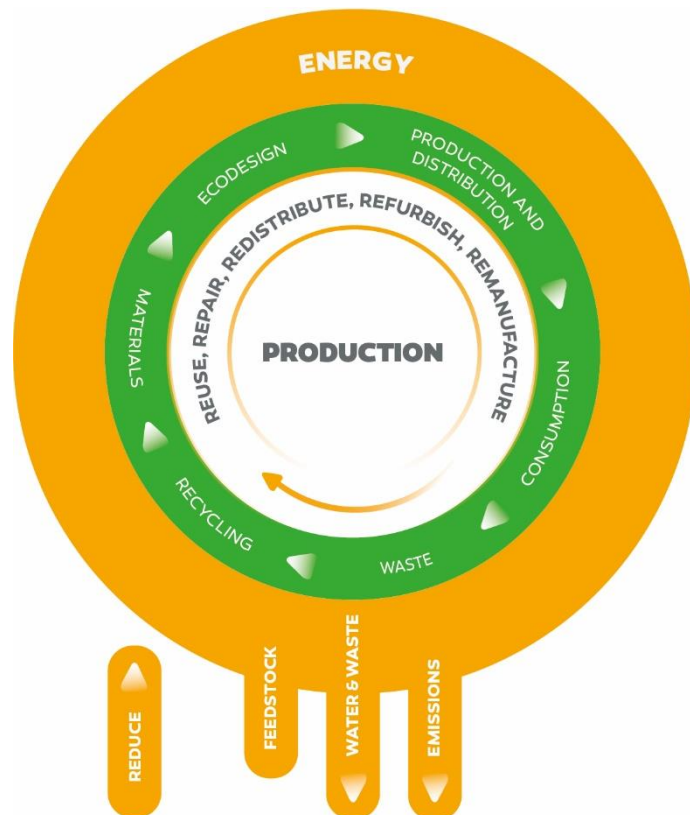 ENERGY
ECODESIGN
PRODUCTION AND
DISTRIBUTION
CONSUMPTION
WASTE
RECYCLING
MATERIALS
REUSE, REPAIR, REDISTRIBUTE, REFURBISH, REMANUFACTURE
PRODUCTION
REDUCE
FEEDSTOCK
WATER & WASTE
EMISSIONS